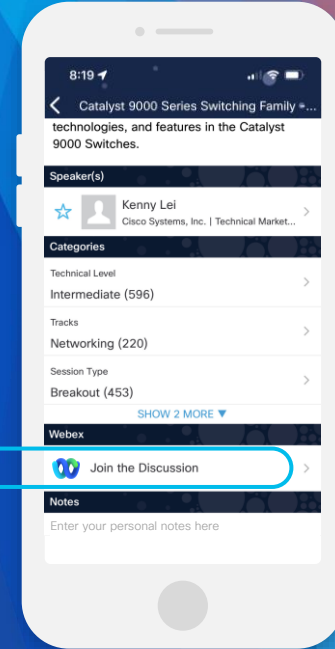 8:19
Catalyst 9000 Series Switching Family -...
technologies, and features in the Catalyst
9000 Switches.
Speaker(s)
Kenny Lei
Cisco Systems, Inc. | Technical Market...
Categories
Technical Level
Intermediate (596)
Tracks
Networking (220)
Session Type
Breakout (453)
SHOW 2 MORE ▼
Webex
Join the Discussion
Notes
Enter your personal notes here